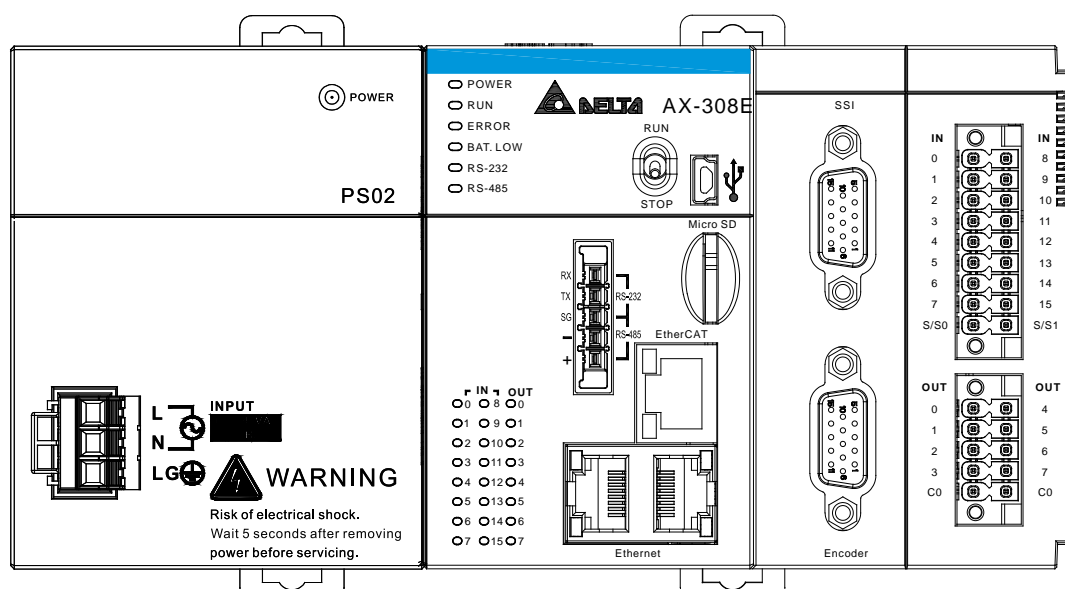 POWER
PS02
L
N
LG
INPUT
WARNING
Risk of electrical shock.
Wait 5 seconds after removing
power before servicing.
POWER
RUN
ERROR
BAT. LOW
RS-232
RS-485
DELTA
AX-308E
RUN
STOP
Micro SD
RX
TX
SG
–
+
RS-232
RS-485
EtherCAT
IN OUT
0 8 0
1 9 1
2 10 2
3 11 3
4 12 4
5 13 5
6 14 6
7 15 7
Ethernet
SSI
Encoder
IN IN
0 8
1 9
2 10
3 11
4 12
5 13
6 14
7 15
S/S0 S/S1
OUT OUT
0 4
1 5
2 6
3 7
C0 C0